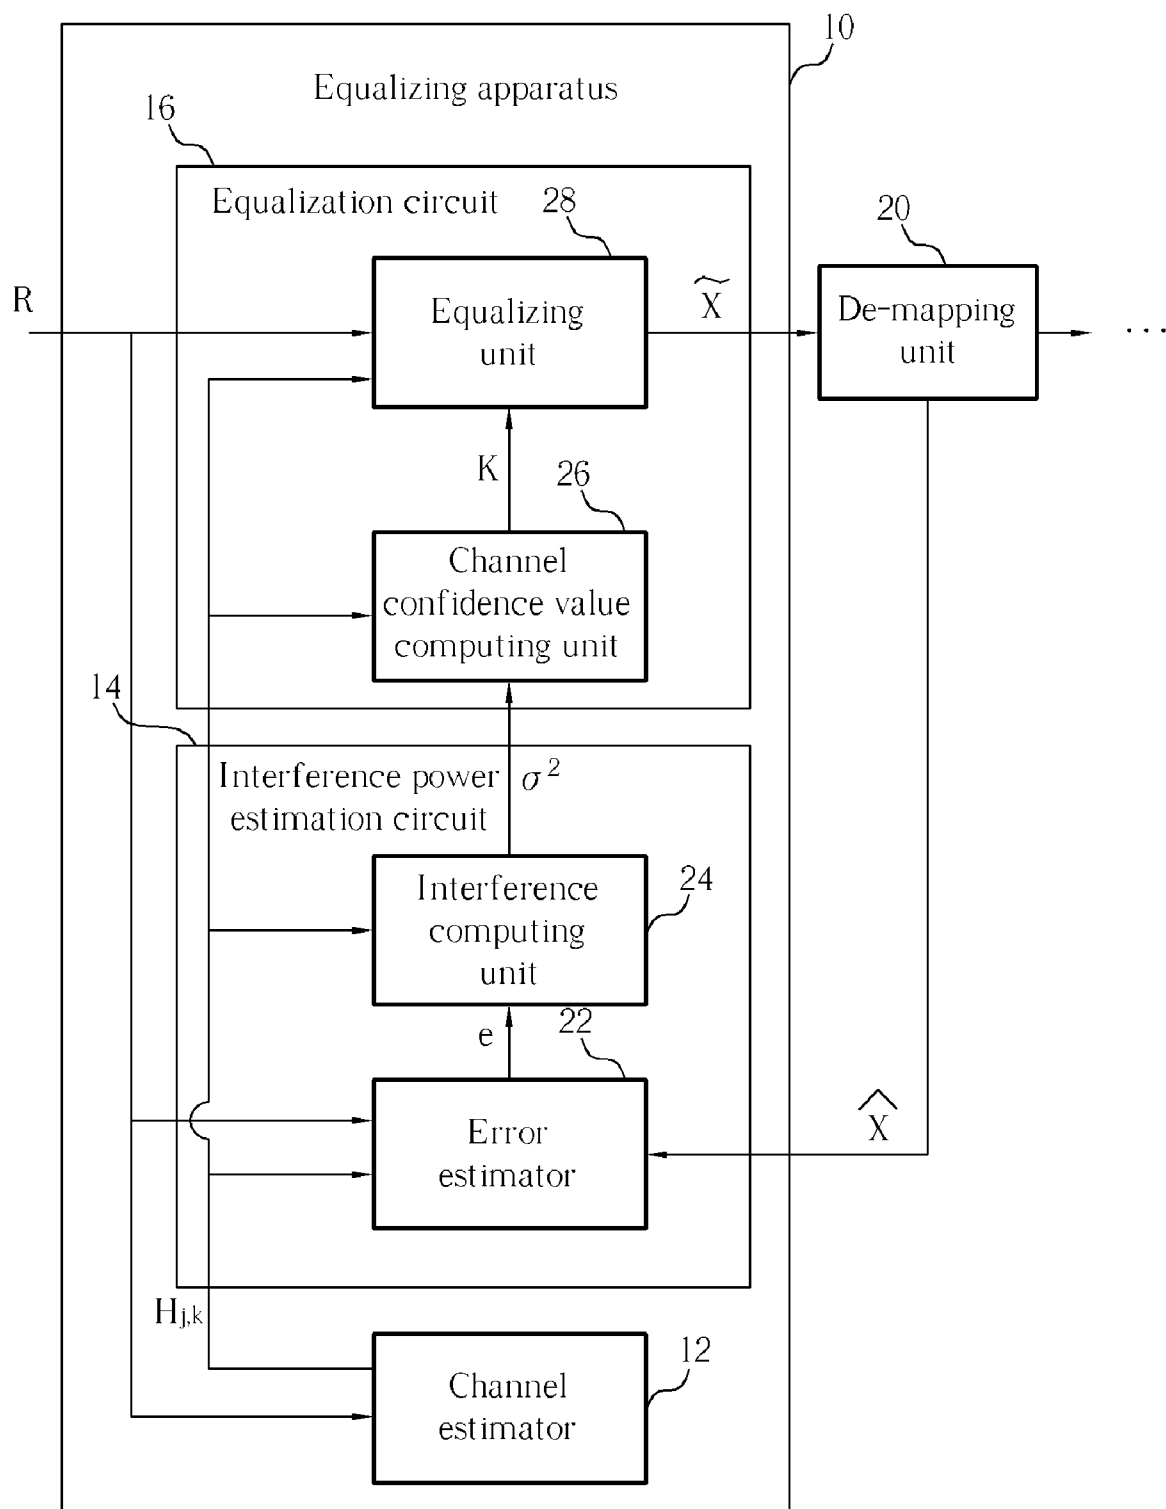 10
Equalizing apparatus
16
Equalization circuit
28
20
R
Equalizing
unit
X̃
De-mapping
unit
...
K
26
Channel
confidence value
computing unit
14
Interference power
estimation circuit
σ²
Interference
computing
unit
24
e
22
Error
estimator
X̂
Hj,k
Channel
estimator
12